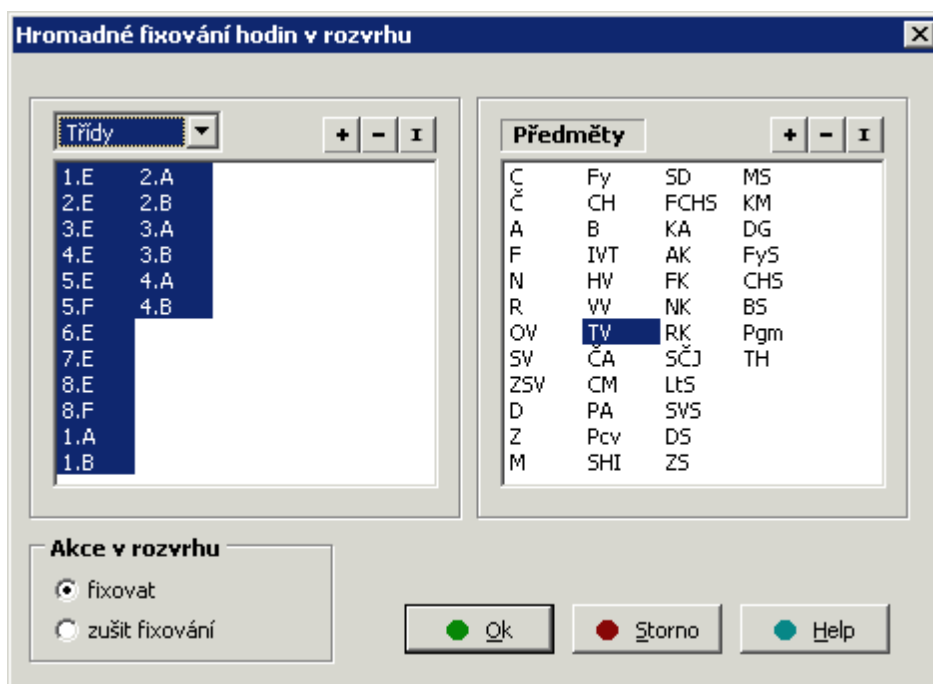 Hromadné fixování hodin v rozvrhu
Třídy
+ - I
1.E 2.A
2.E 2.B
3.E 3.A
4.E 3.B
5.E 4.A
5.F 4.B
6.E
7.E
8.E
8.F
1.A
1.B
Předměty
+ - I
C Fy SD MS
Č CH FCHS KM
A B KA DG
F IVT AK FyS
N HV FK CHS
R VV NK BS
OV TV RK Pgm
SV ČA SČJ TH
ZSV CM LtS
D PA SVS
Z Pcv DS
M SHI ZS
Akce v rozvrhu
fixovat
zušit fixování
Ok
Storno
Help